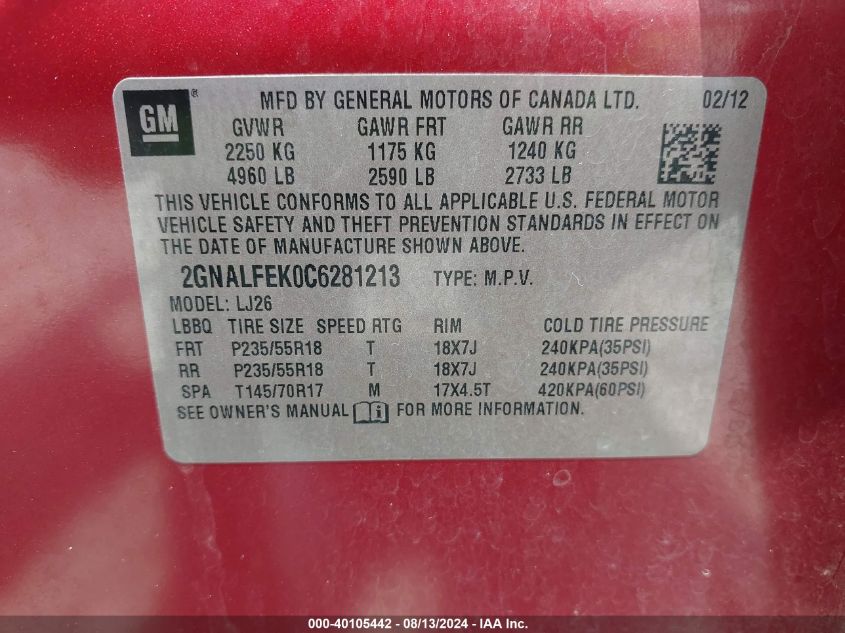 GM ® MFD BY GENERAL MOTORS OF CANADA LTD. 02/12
GVWR GAWR FRT GAWR RR
2250 KG 1175 KG 1240 KG
4960 LB 2590 LB 2733 LB
THIS VEHICLE CONFORMS TO ALL APPLICABLE U.S. FEDERAL MOTOR
VEHICLE SAFETY AND THEFT PREVENTION STANDARDS IN EFFECT ON
THE DATE OF MANUFACTURE SHOWN ABOVE.
2GNALFEK0C6281213 TYPE: M.P.V.
MODEL: LJ26
LBBQ TIRE SIZE SPEED RTG RIM COLD TIRE PRESSURE
FRT P235/55R18 T 18X7J 240KPA(35PSI)
RR P235/55R18 T 18X7J 240KPA(35PSI)
SPA T145/70R17 M 17X4.5T 420KPA(60PSI)
SEE OWNER'S MANUAL i FOR MORE INFORMATION.
000-40105442 - 08/13/2024 - IAA Inc.